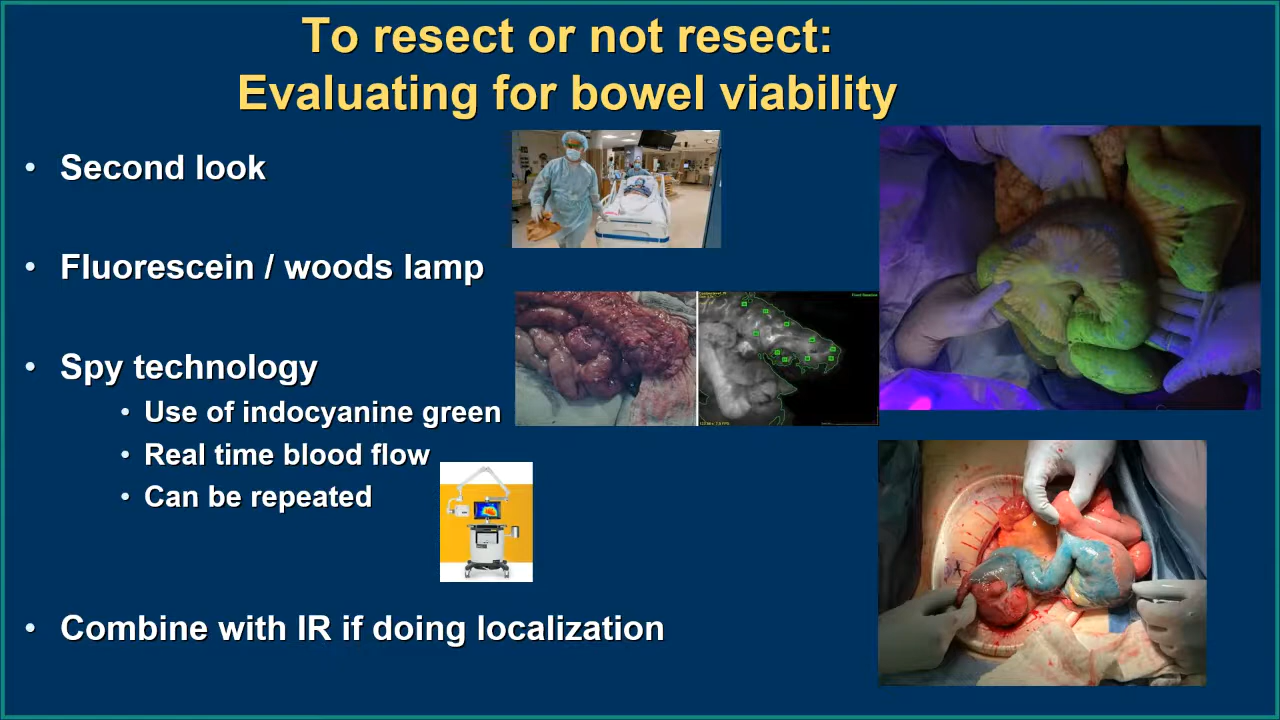 To resect or not resect:
Evaluating for bowel viability
• Second look
• Fluorescein / woods lamp
• Spy technology
• Use of indocyanine green
• Real time blood flow
• Can be repeated
• Combine with IR if doing localization